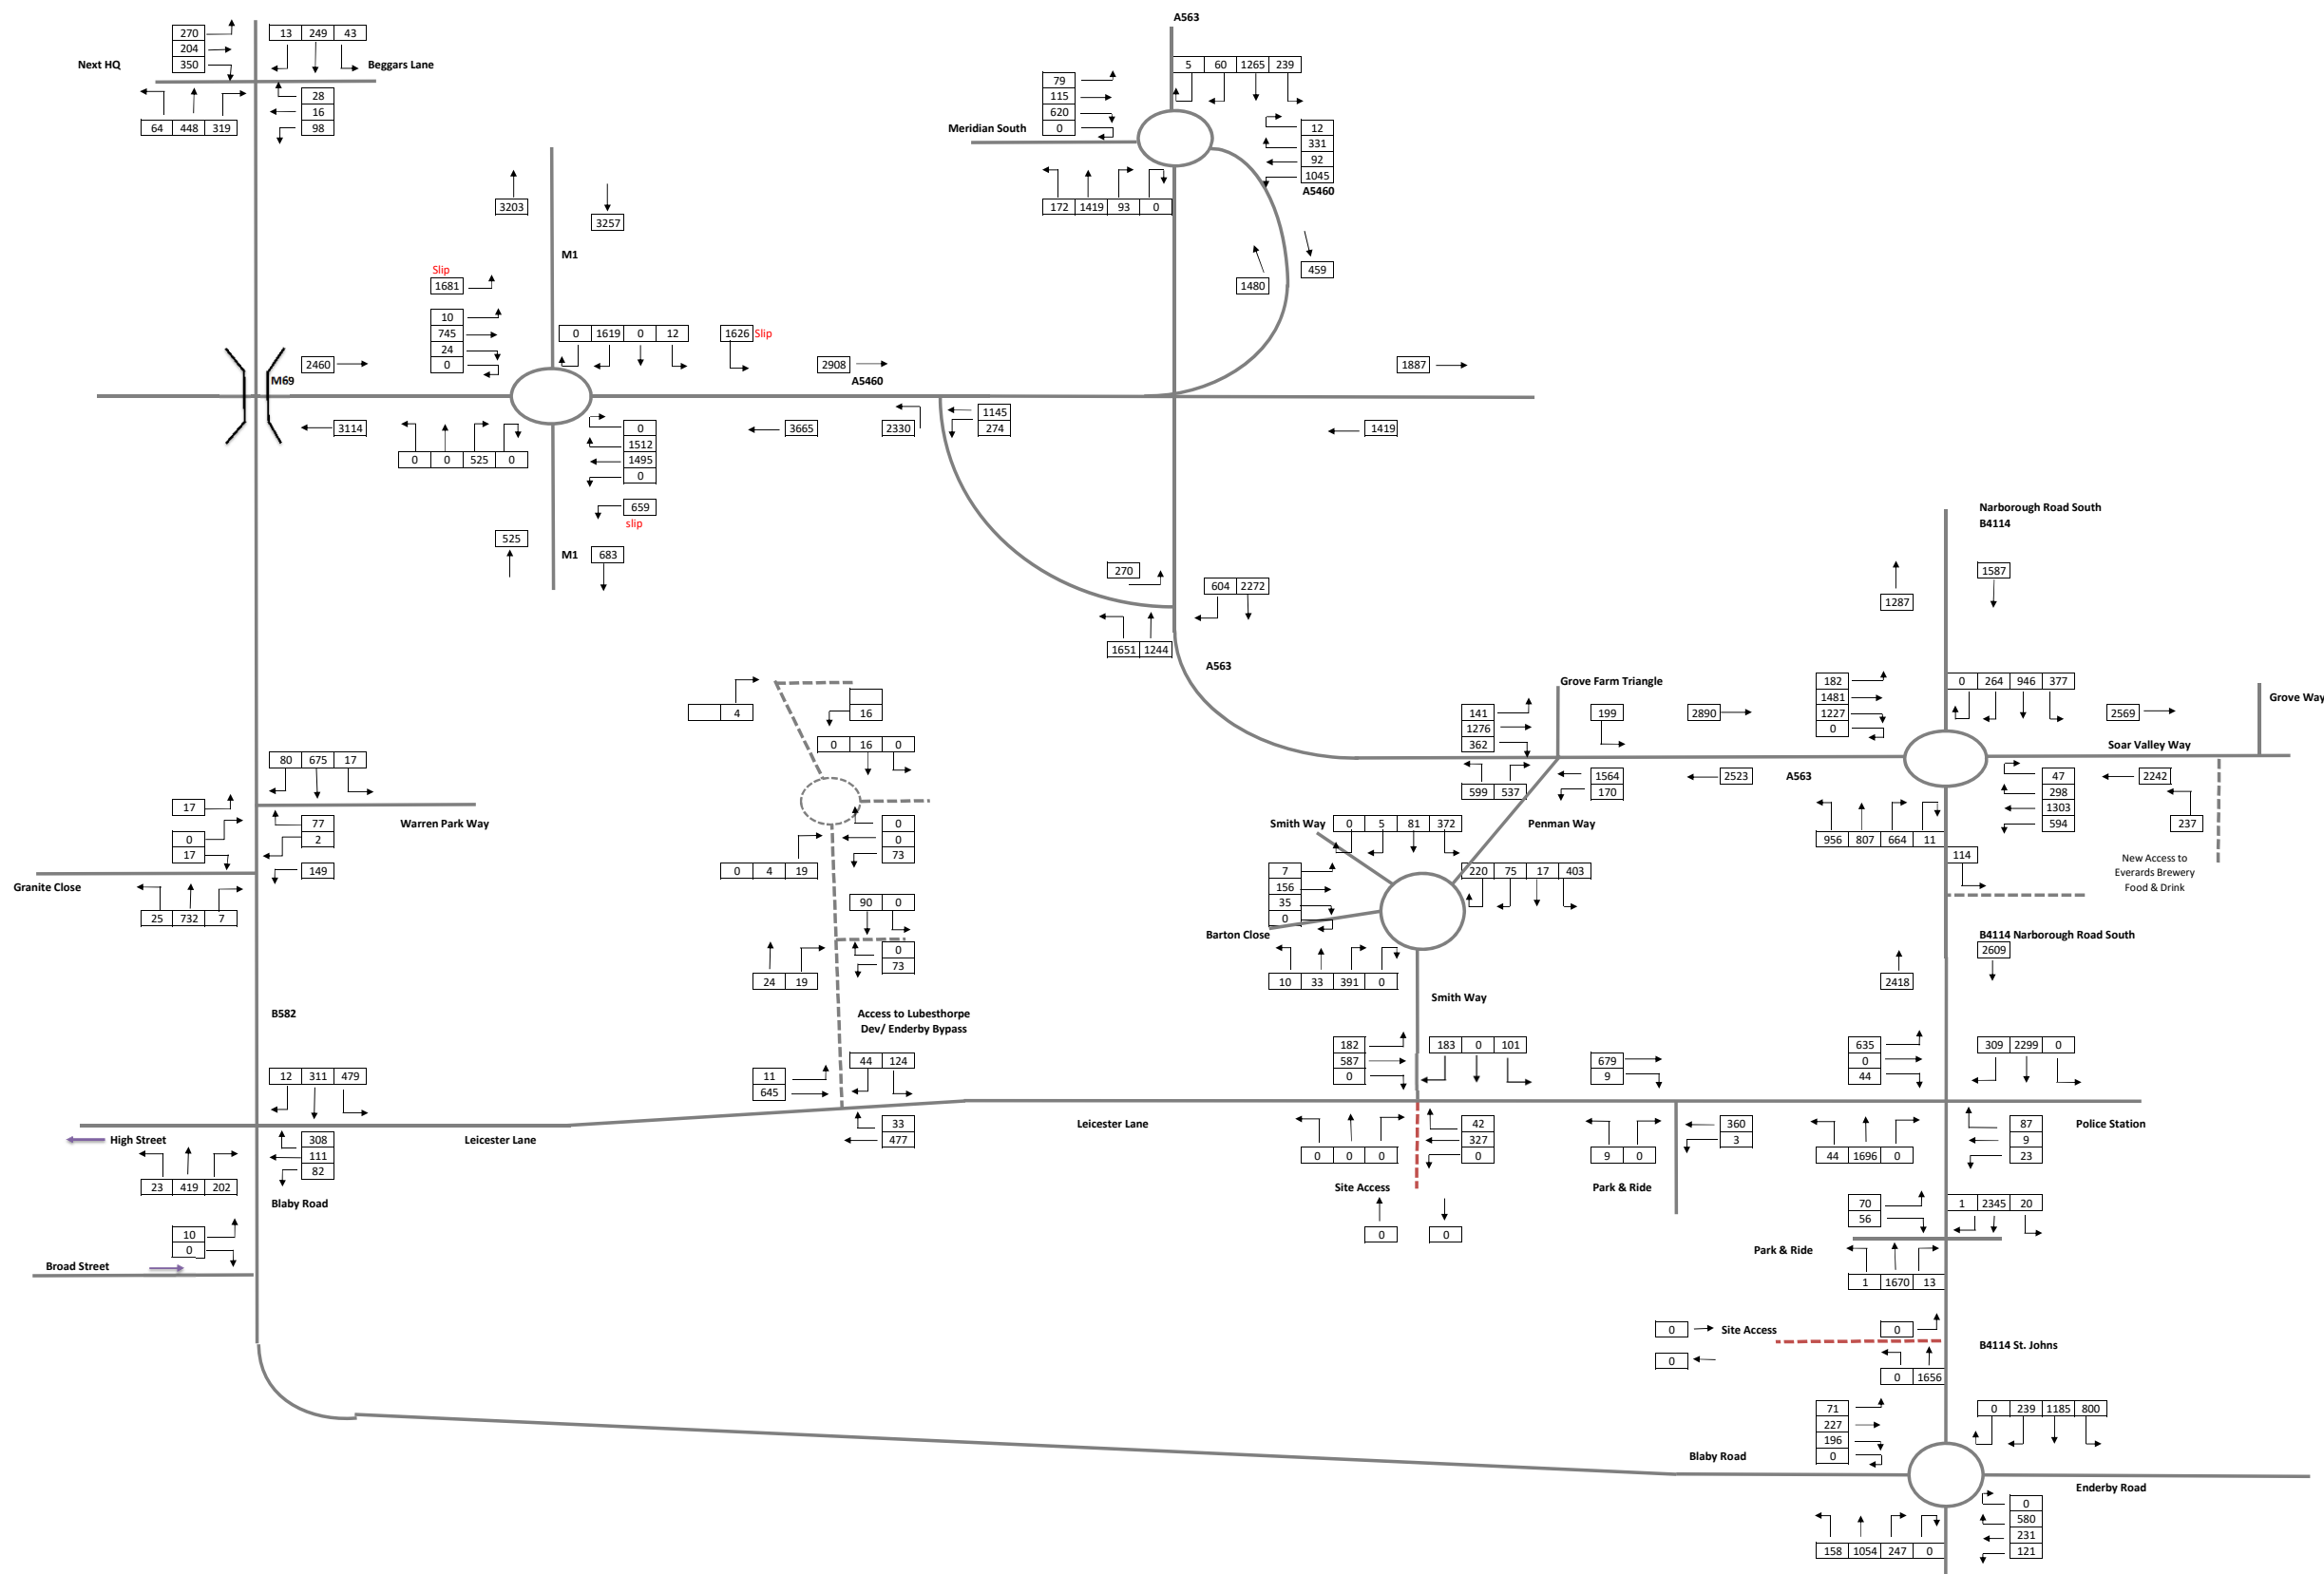 A563
270
204
350
13 249 43
Next HQ
Beggars Lane
28
16
98
64 448 319
5 60 1265 239
79
115
620
0
Meridian South
12
331
92
1045
A5460
172 1419 93 0
3203
3257
M1
1480
459
Slip
1681
10
745
24
0
0 1619 0 12
1626 Slip
2460
2908
A5460
1887
M69
3114
0 0 525 0
0
1512
1495
0
659
slip
3665
2330
1145
274
1419
525
M1
683
Narborough Road South
B4114
270
604 2272
1651 1244
A563
1587
1287
Grove Farm Triangle
141
1276
362
199
2890
182
1481
1227
0
0 264 946 377
2569
Grove Way
Soar Valley Way
4
16
0 16 0
599 537
1564
170
2523
A563
47
298
1303
594
2242
237
956 807 664 11
114
New Access to
Everards Brewery
Food & Drink
80 675 17
17
0
17
77
2
149
Warren Park Way
Granite Close
25 732 7
0
0
73
0 4 19
90 0
0
73
24 19
Smith Way
0 5 81 372
Penman Way
7
156
35
0
220 75 17 403
Barton Close
10 33 391 0
Smith Way
B4114 Narborough Road South
2609
2418
B582
Access to Lubesthorpe
Dev/ Enderby Bypass
12 311 479
11
645
44 124
33
477
182
587
0
183 0 101
679
9
635
0
44
309 2299 0
High Street
308
111
82
Leicester Lane
Leicester Lane
23 419 202
Blaby Road
0 0 0
42
327
0
9 0
360
3
44 1696 0
87
9
23
Police Station
Site Access
0
0
Park & Ride
70
56
1 2345 20
10
0
Broad Street
Park & Ride
1 1670 13
0
Site Access
0
0
0 1656
B4114 St. Johns
71
227
196
0
0 239 1185 800
Blaby Road
Enderby Road
0
580
231
121
158 1054 247 0